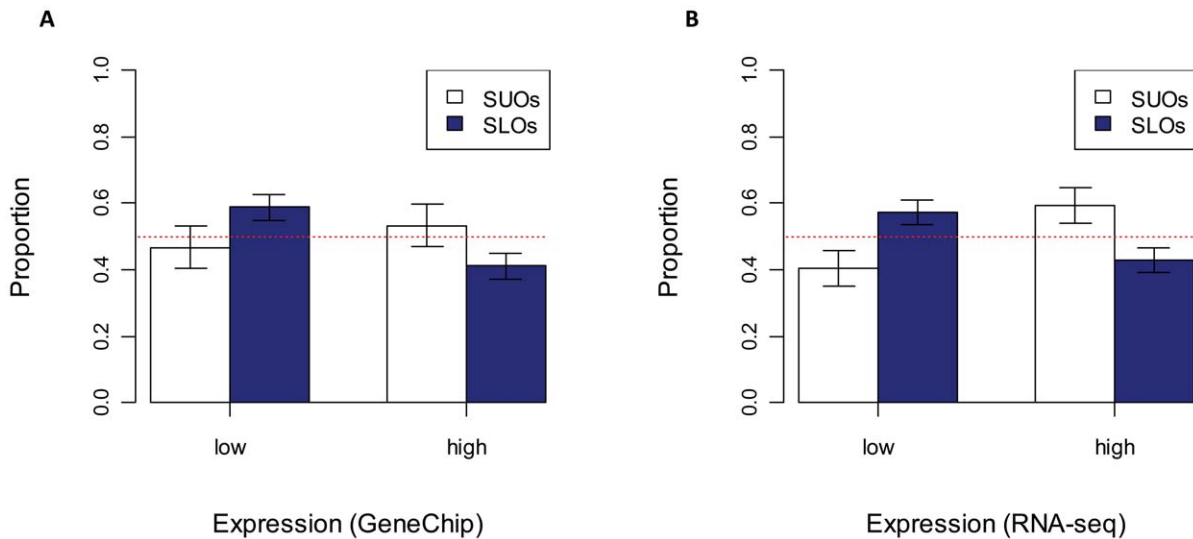 A
SUOs
SLOs
Proportion
0.0 0.2 0.4 0.6 0.8 1.0
low high
Expression (GeneChip)
B
SUOs
SLOs
Proportion
0.0 0.2 0.4 0.6 0.8 1.0
low high
Expression (RNA-seq)